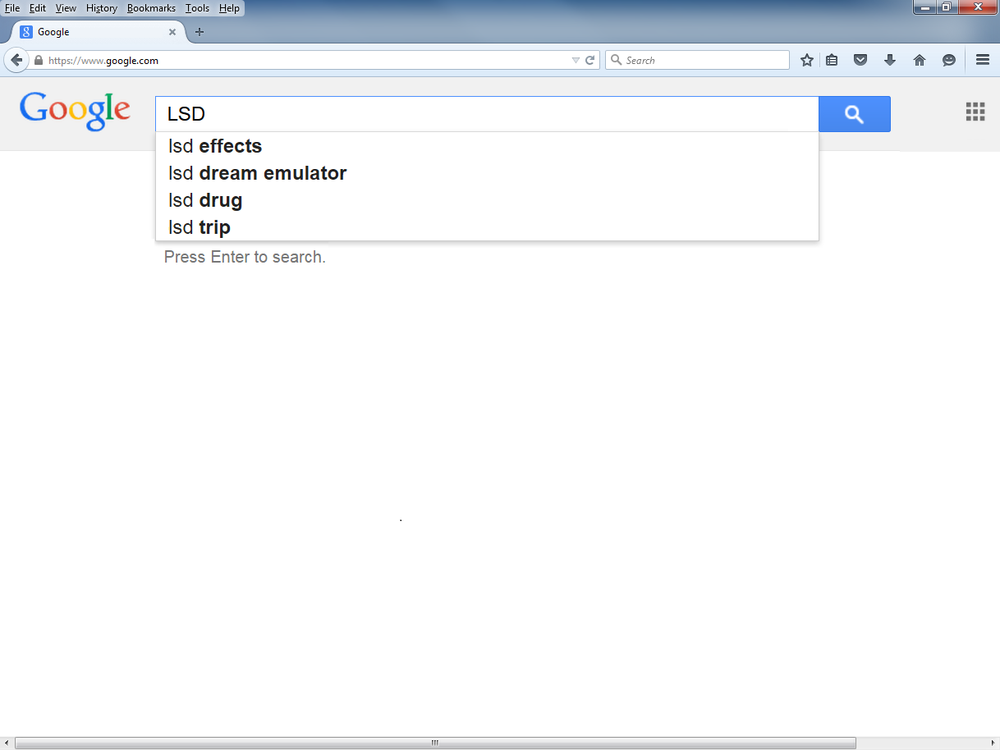 File Edit View History Bookmarks Tools Help
Google
https://www.google.com Search
Google LSD
lsd effects
lsd dream emulator
lsd drug
lsd trip
Press Enter to search.